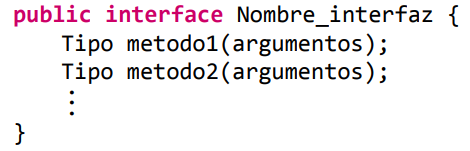 public interface Nombre_interfaz {
Tipo metodo1(argumentos);
Tipo metodo2(argumentos);
⋮
}